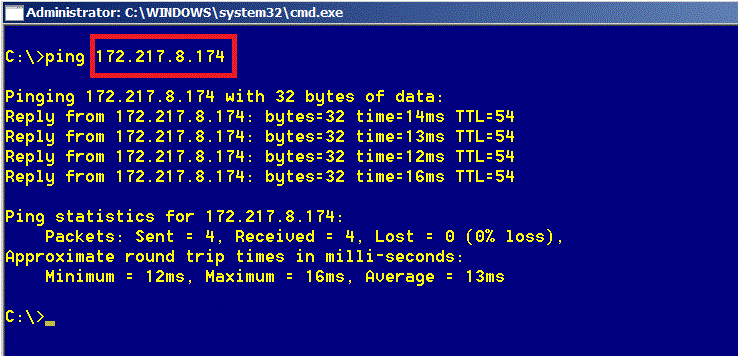 Administrator: C:\WINDOWS\system32\cmd.exe
C:\>ping 172.217.8.174
Pinging 172.217.8.174 with 32 bytes of data:
Reply from 172.217.8.174: bytes=32 time=14ms TTL=54
Reply from 172.217.8.174: bytes=32 time=13ms TTL=54
Reply from 172.217.8.174: bytes=32 time=12ms TTL=54
Reply from 172.217.8.174: bytes=32 time=16ms TTL=54
Ping statistics for 172.217.8.174:
Packets: Sent = 4, Received = 4, Lost = 0 (0% loss),
Approximate round trip times in milli-seconds:
Minimum = 12ms, Maximum = 16ms, Average = 13ms
C:\>_